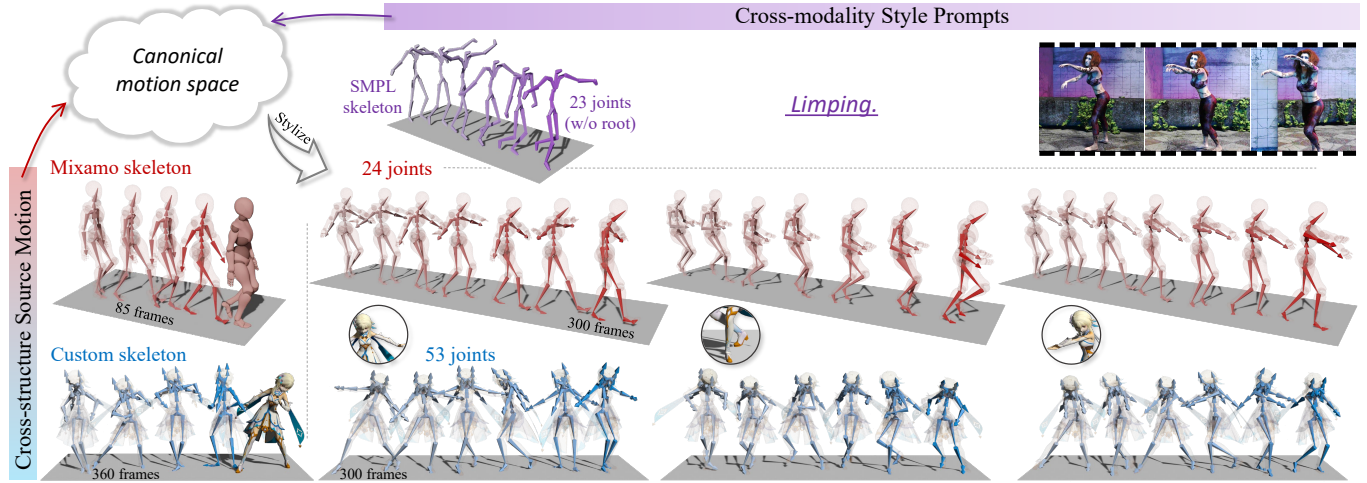 Cross-modality Style Prompts
Canonical
motion space
SMPL
skeleton
23 joints
(w/o root)
Limping.
Stylize
Cross-structure Source Motion
Mixamo skeleton
24 joints
85 frames
300 frames
Custom skeleton
53 joints
360 frames
300 frames